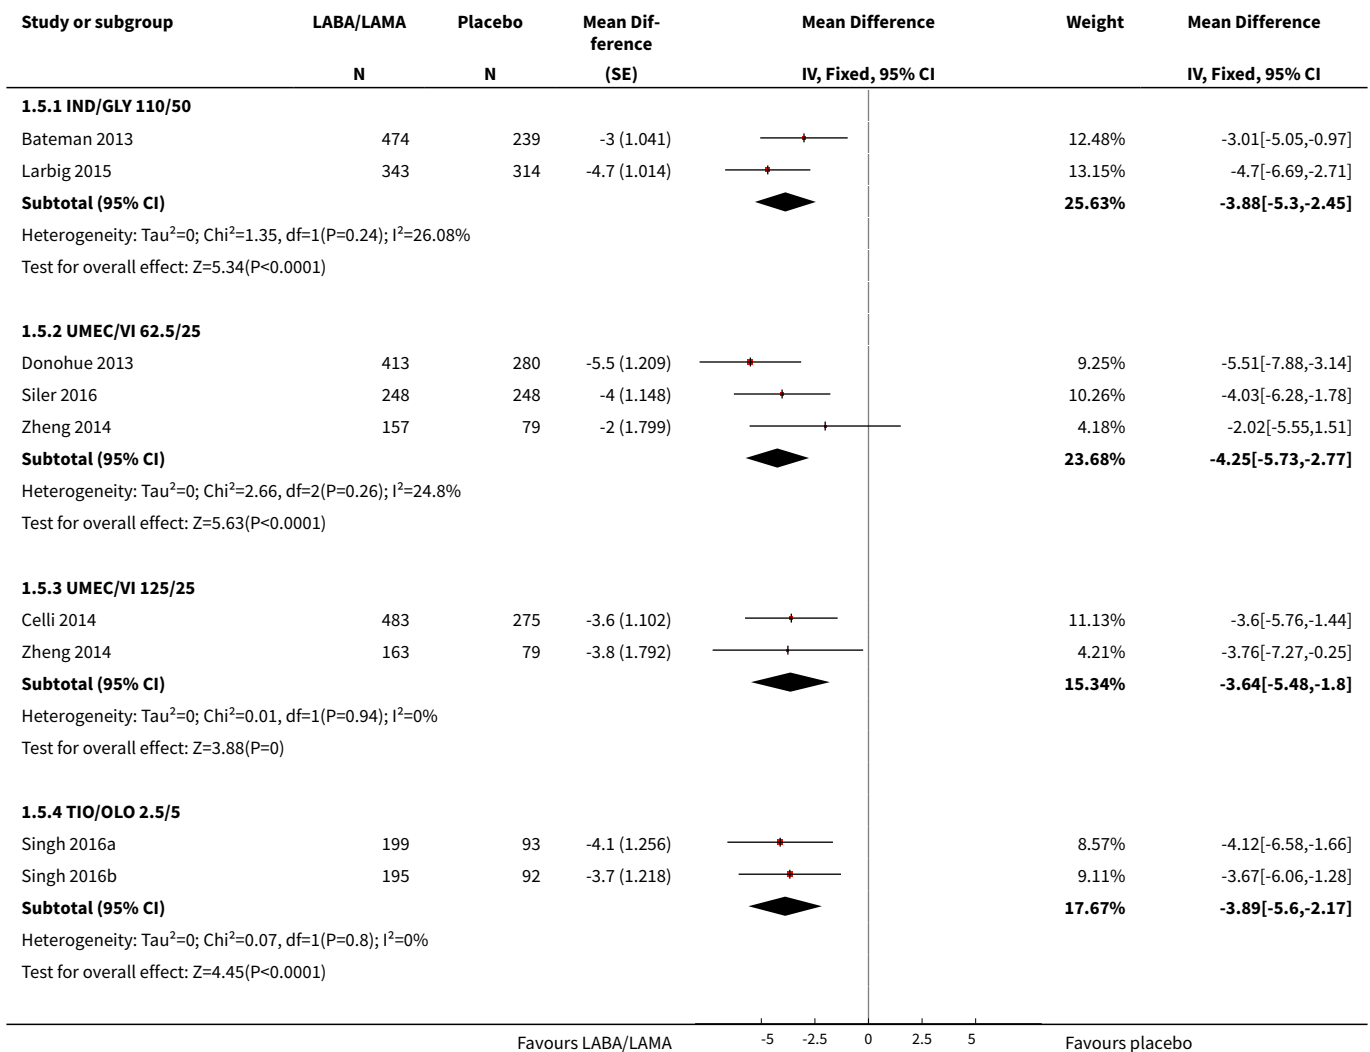 Study or subgroup LABA/LAMA Placebo Mean Dif- Mean Difference Weight Mean Difference
ference
N N (SE) IV, Fixed, 95% CI IV, Fixed, 95% CI
1.5.1 IND/GLY 110/50
Bateman 2013 474 239 -3 (1.041) 12.48% -3.01[-5.05,-0.97]
Larbig 2015 343 314 -4.7 (1.014) 13.15% -4.7[-6.69,-2.71]
Subtotal (95% CI) 25.63% -3.88[-5.3,-2.45]
Heterogeneity: Tau²=0; Chi²=1.35, df=1(P=0.24); I²=26.08%
Test for overall effect: Z=5.34(P<0.0001)
1.5.2 UMEC/VI 62.5/25
Donohue 2013 413 280 -5.5 (1.209) 9.25% -5.51[-7.88,-3.14]
Siler 2016 248 248 -4 (1.148) 10.26% -4.03[-6.28,-1.78]
Zheng 2014 157 79 -2 (1.799) 4.18% -2.02[-5.55,1.51]
Subtotal (95% CI) 23.68% -4.25[-5.73,-2.77]
Heterogeneity: Tau²=0; Chi²=2.66, df=2(P=0.26); I²=24.8%
Test for overall effect: Z=5.63(P<0.0001)
1.5.3 UMEC/VI 125/25
Celli 2014 483 275 -3.6 (1.102) 11.13% -3.6[-5.76,-1.44]
Zheng 2014 163 79 -3.8 (1.792) 4.21% -3.76[-7.27,-0.25]
Subtotal (95% CI) 15.34% -3.64[-5.48,-1.8]
Heterogeneity: Tau²=0; Chi²=0.01, df=1(P=0.94); I²=0%
Test for overall effect: Z=3.88(P=0)
1.5.4 TIO/OLO 2.5/5
Singh 2016a 199 93 -4.1 (1.256) 8.57% -4.12[-6.58,-1.66]
Singh 2016b 195 92 -3.7 (1.218) 9.11% -3.67[-6.06,-1.28]
Subtotal (95% CI) 17.67% -3.89[-5.6,-2.17]
Heterogeneity: Tau²=0; Chi²=0.07, df=1(P=0.8); I²=0%
Test for overall effect: Z=4.45(P<0.0001)
Favours LABA/LAMA -5 -2.5 0 2.5 5 Favours placebo